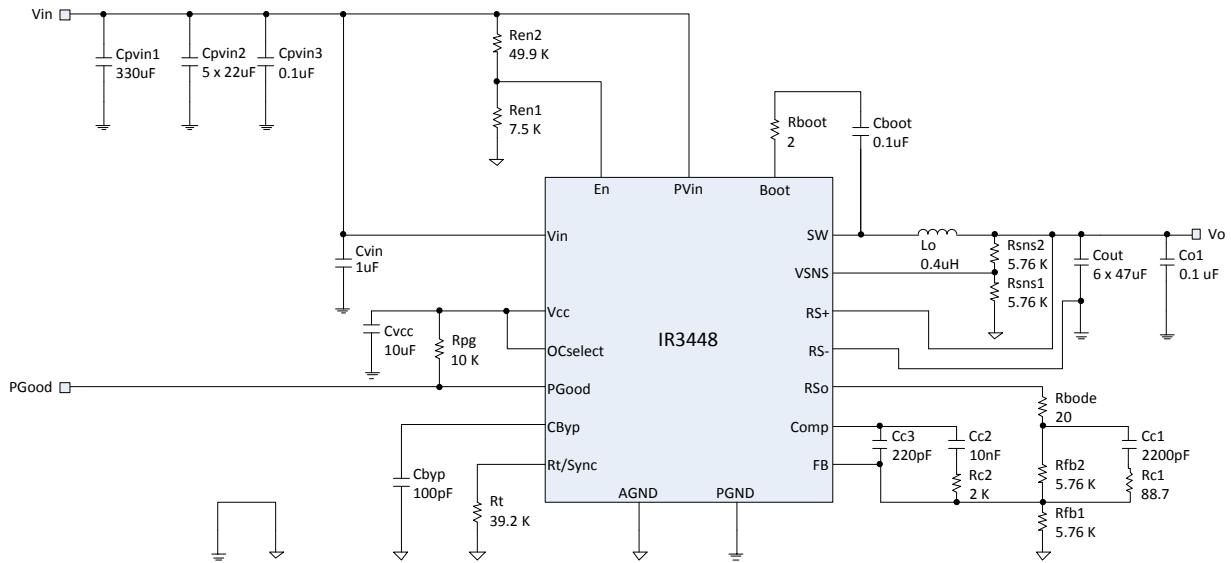 Vin
Cpvin1
330uF
Cpvin2
5 x 22uF
Cpvin3
0.1uF
Ren2
49.9 K
Ren1
7.5 K
Rboot
2
Cboot
0.1uF
En
PVin
Boot
Vin
Cvin
1uF
SW
Lo
0.4uH
Rsns2
5.76 K
Rsns1
5.76 K
Cout
6 x 47uF
Co1
0.1 uF
Vo
VSNS
Vcc
Cvcc
10uF
Rpg
10 K
OCselect
IR3448
RS+
RS-
PGood
PGood
RSo
Rbode
20
CByp
Cbyp
100pF
Comp
Cc3
220pF
Cc2
10nF
Rc2
2 K
Rfb2
5.76 K
Cc1
2200pF
Rc1
88.7
Rt/Sync
Rt
39.2 K
FB
AGND
PGND
Rfb1
5.76 K